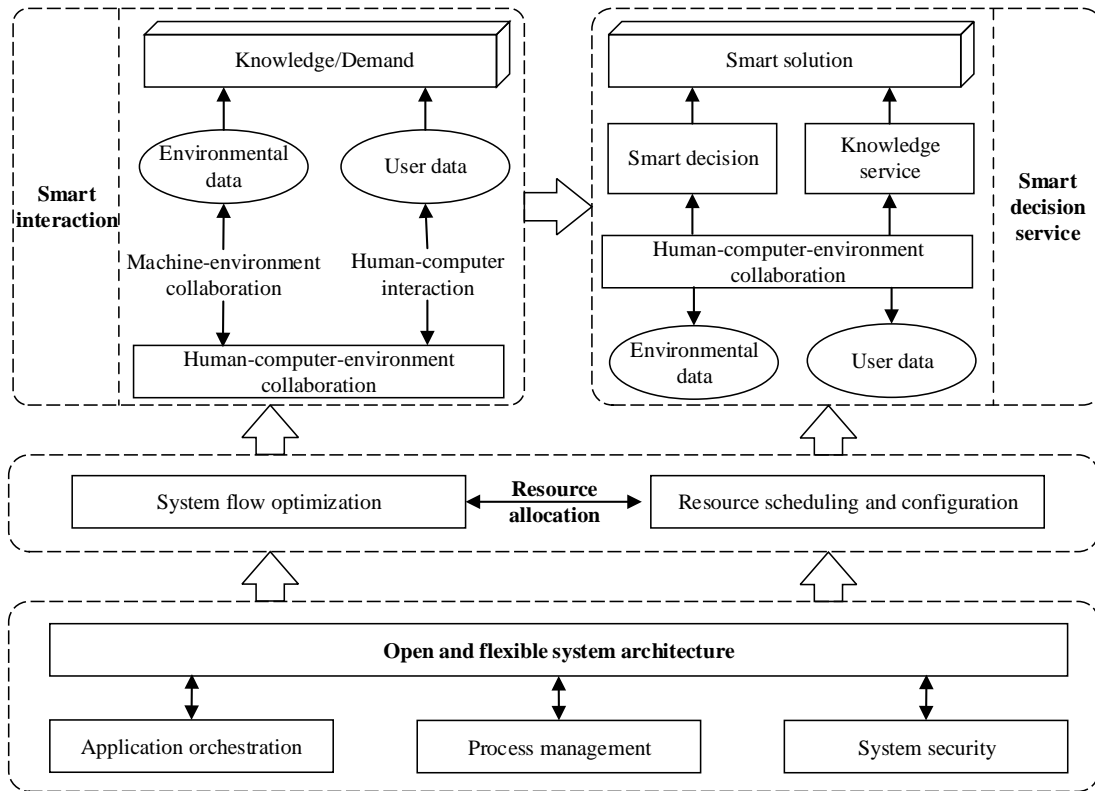 Knowledge/Demand
Environmental
data
User data
Smart
interaction
Machine-environment
collaboration
Human-computer
interaction
Human-computer-environment
collaboration
Smart solution
Smart decision
Knowledge
service
Smart
decision
service
Human-computer-environment
collaboration
Environmental
data
User data
System flow optimization
Resource
allocation
Resource scheduling and configuration
Open and flexible system architecture
Application orchestration
Process management
System security